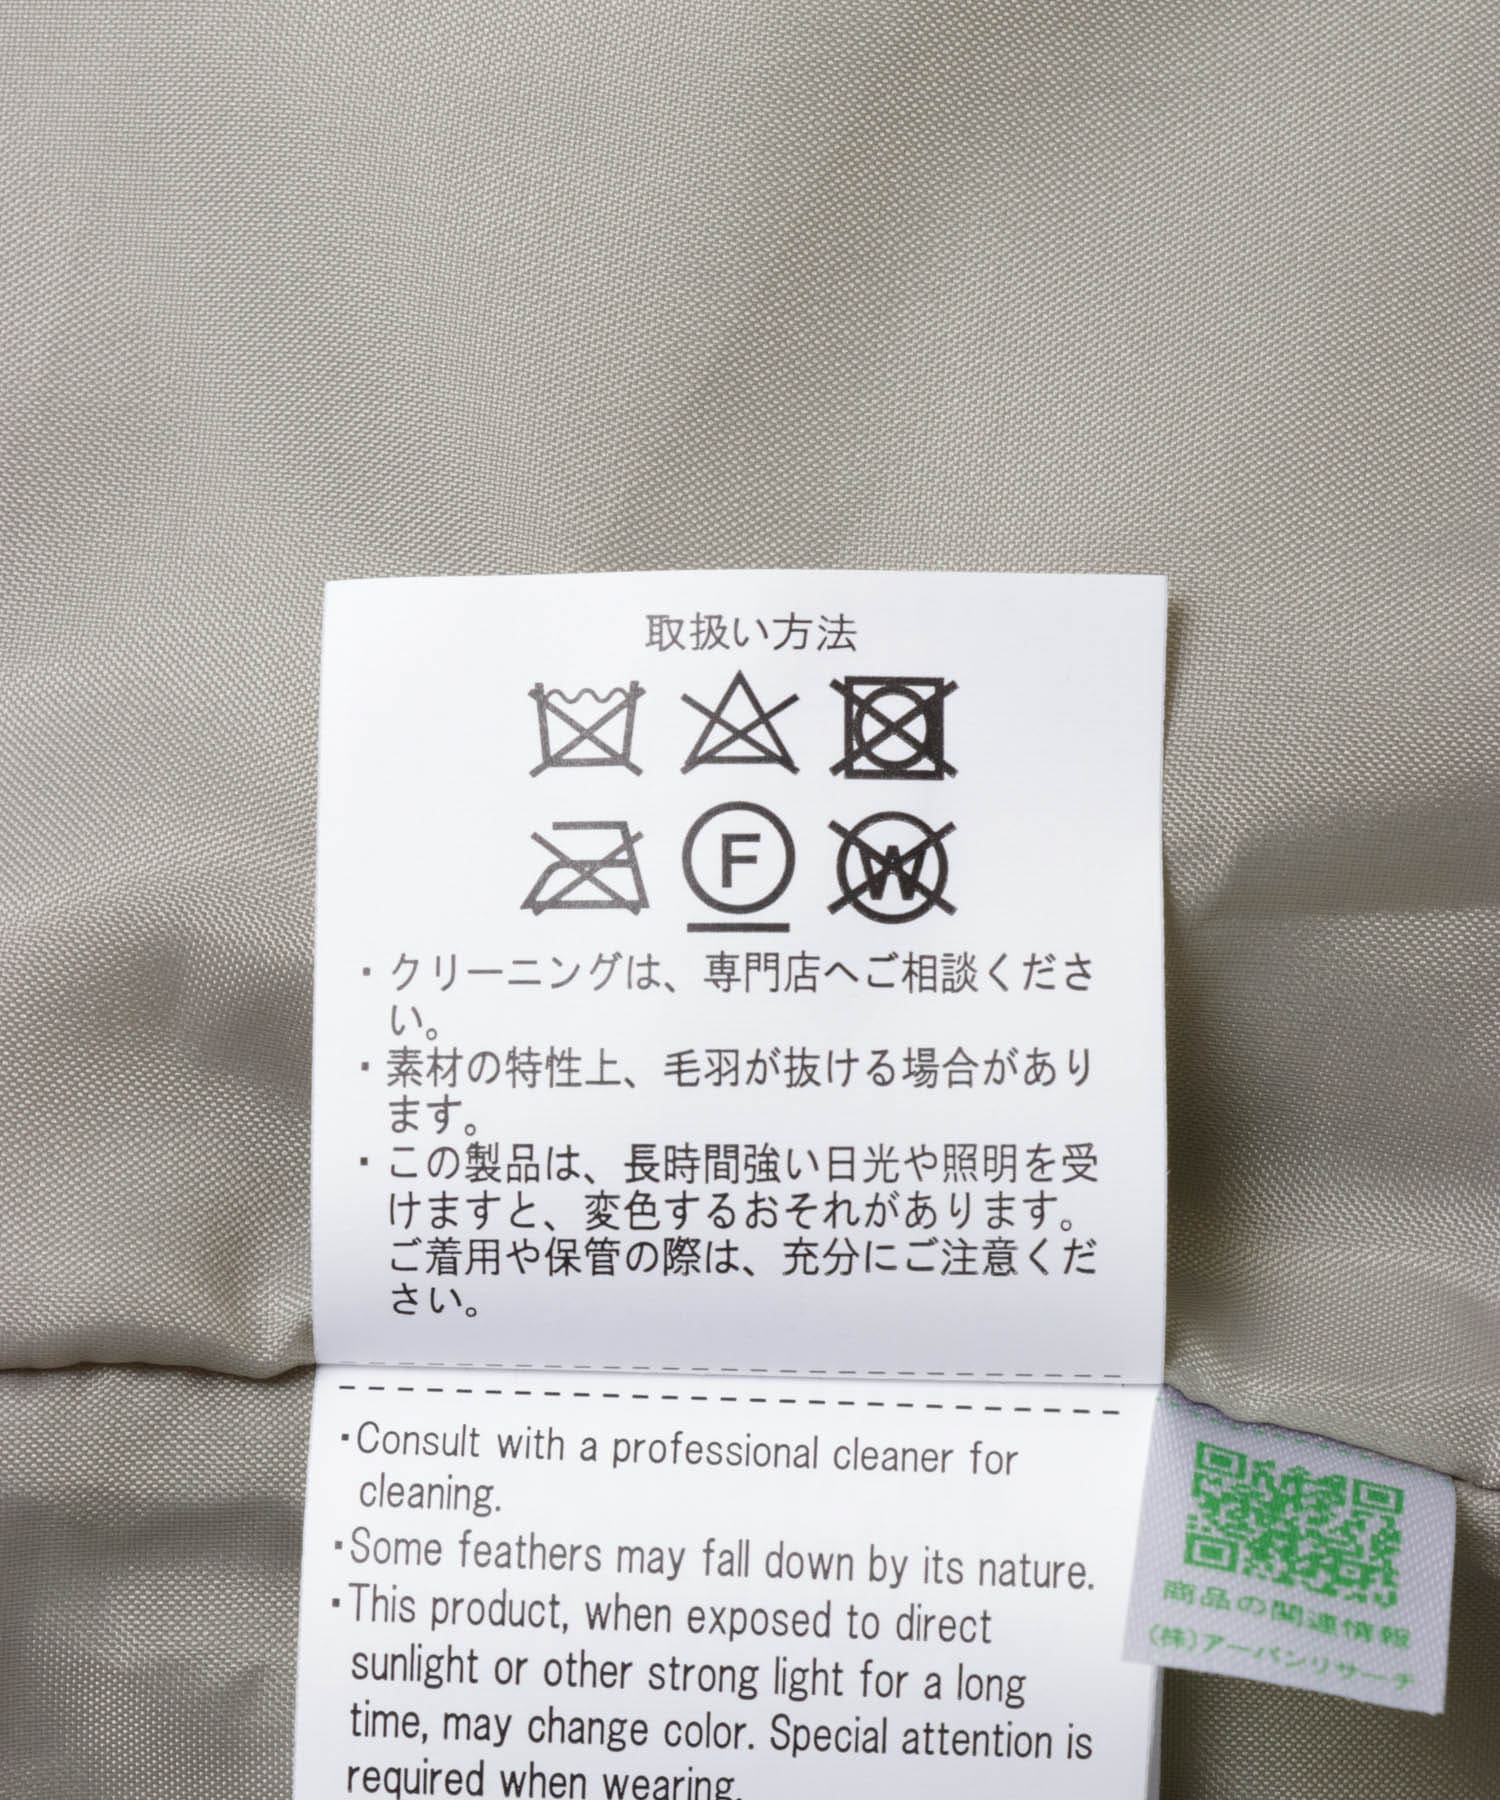 取扱い方法
F W
・クリーニングは、専門店へご相談くださ
い。
・素材の特性上、毛羽が抜ける場合があり
ます。
・この製品は、長時間強い日光や照明を受
けますと、変色するおそれがあります。
ご着用や保管の際は、充分にご注意くだ
さい。
・Consult with a professional cleaner for
cleaning.
・Some feathers may fall down by its nature.
・This product, when exposed to direct
sunlight or other strong light for a long
time, may change color. Special attention is
required when wearing.
商品の関連情報
(株)アーバンリサーチ